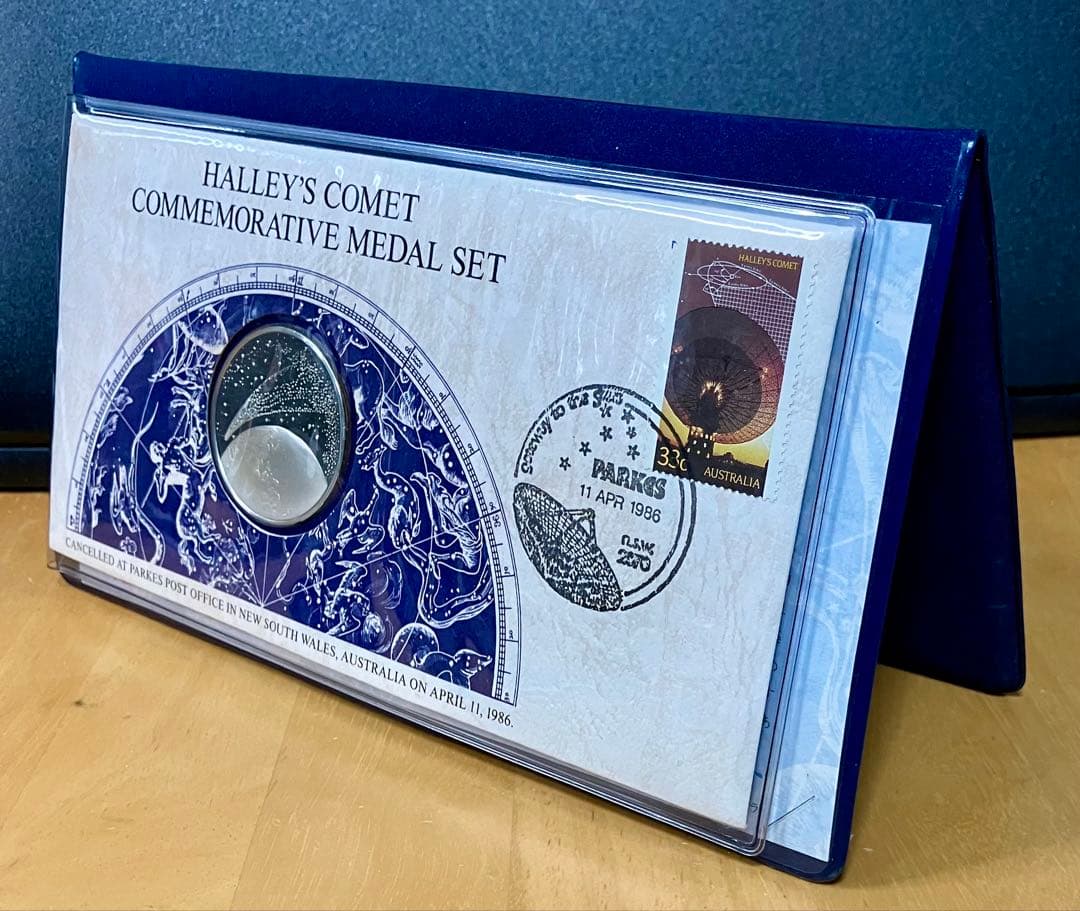 HALLEY'S COMET
COMMEMORATIVE MEDAL SET
HALLEY'S COMET
33c
AUSTRALIA
to the Stars
PARKES
11 APR 1986
n.s.w.
2870
CANCELLED AT PARKES POST OFFICE IN NEW SOUTH WALES, AUSTRALIA ON APRIL 11, 1986.